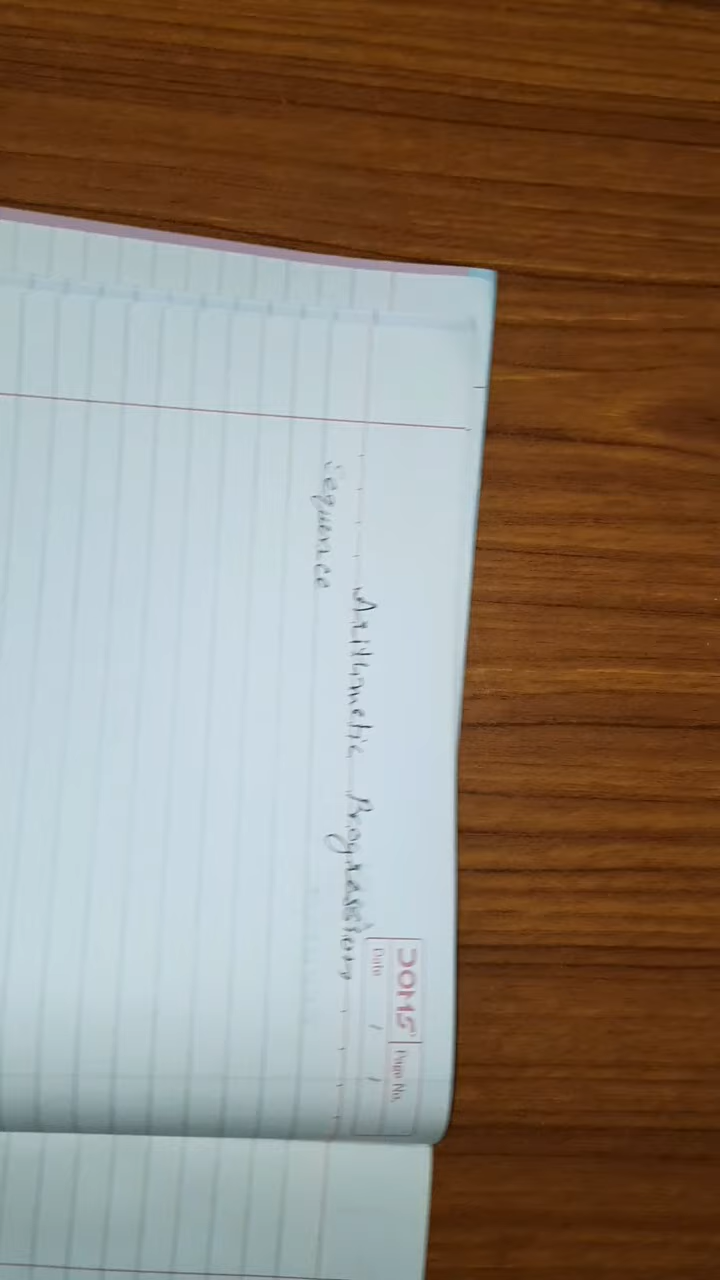 DOMS Page No.
Date / /
Arithmetic Progression
Sequence